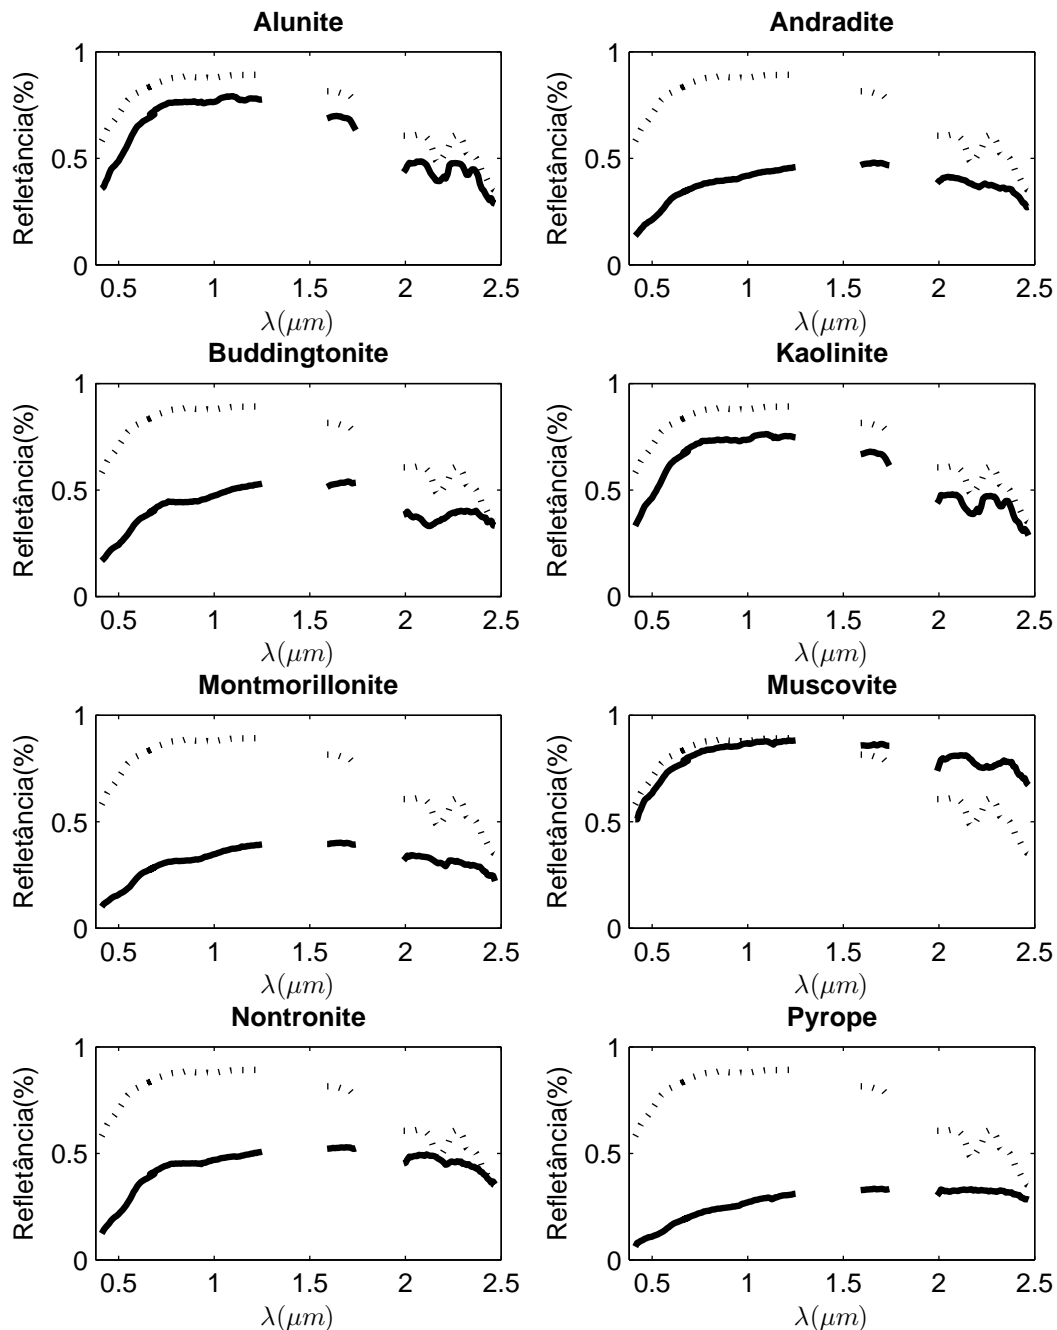 Alunite
Andradite
1
0.5
0
Refletância(%)
0.5 1 1.5 2 2.5
λ(μm)
1
0.5
0
Refletância(%)
0.5 1 1.5 2 2.5
λ(μm)
Buddingtonite
Kaolinite
1
0.5
0
Refletância(%)
0.5 1 1.5 2 2.5
λ(μm)
1
0.5
0
Refletância(%)
0.5 1 1.5 2 2.5
λ(μm)
Montmorillonite
Muscovite
1
0.5
0
Refletância(%)
0.5 1 1.5 2 2.5
λ(μm)
1
0.5
0
Refletância(%)
0.5 1 1.5 2 2.5
λ(μm)
Nontronite
Pyrope
1
0.5
0
Refletância(%)
0.5 1 1.5 2 2.5
λ(μm)
1
0.5
0
Refletância(%)
0.5 1 1.5 2 2.5
λ(μm)